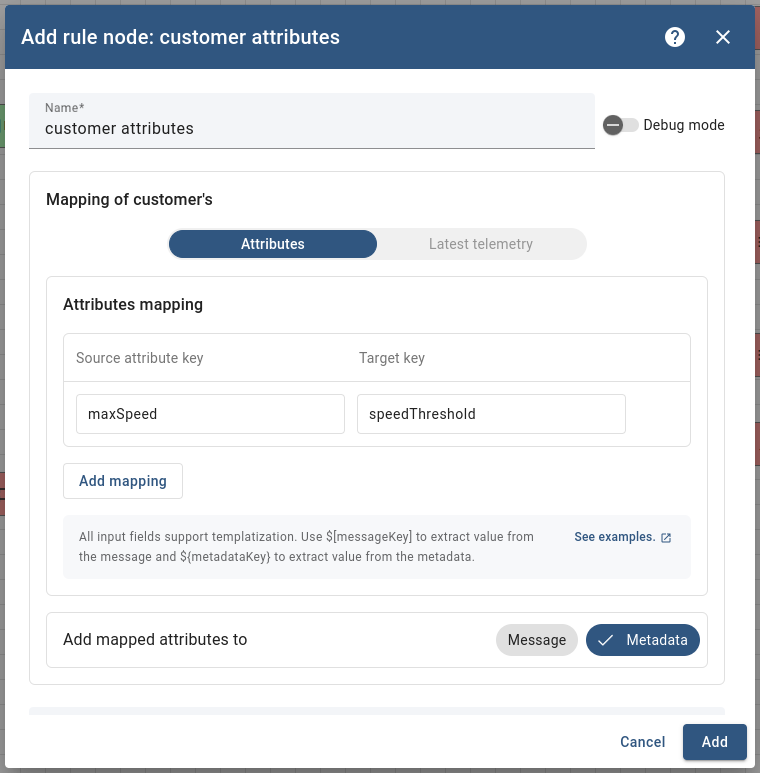 Add rule node: customer attributes
Name*
customer attributes
Debug mode
Mapping of customer's
Attributes
Latest telemetry
Attributes mapping
Source attribute key
Target key
maxSpeed
speedThreshold
Add mapping
All input fields support templatization. Use $[messageKey] to extract value from
the message and ${metadataKey} to extract value from the metadata.
See examples.
Add mapped attributes to
Message
Metadata
Cancel
Add